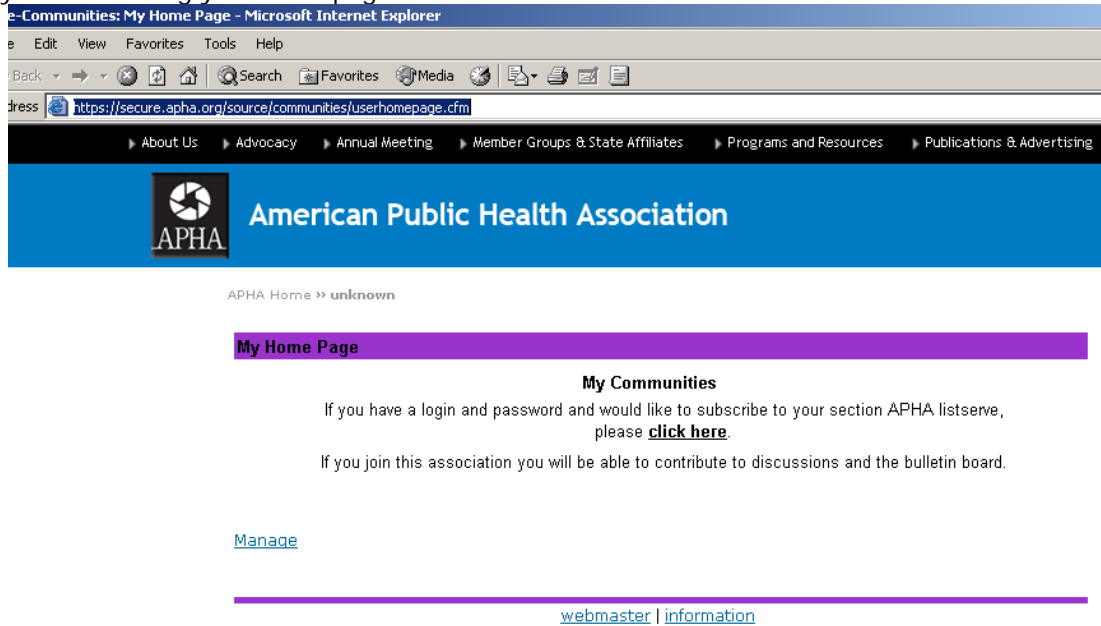 e-Communities: My Home Page - Microsoft Internet Explorer
e Edit View Favorites Tools Help
Back Search Favorites Media
dress https://secure.apha.org/source/communities/userhomepage.cfm
About Us Advocacy Annual Meeting Member Groups & State Affiliates Programs and Resources Publications & Advertising
APHA
American Public Health Association
APHA Home » unknown
My Home Page
My Communities
If you have a login and password and would like to subscribe to your section APHA listserve,
please click here.
If you join this association you will be able to contribute to discussions and the bulletin board.
Manage
webmaster | information